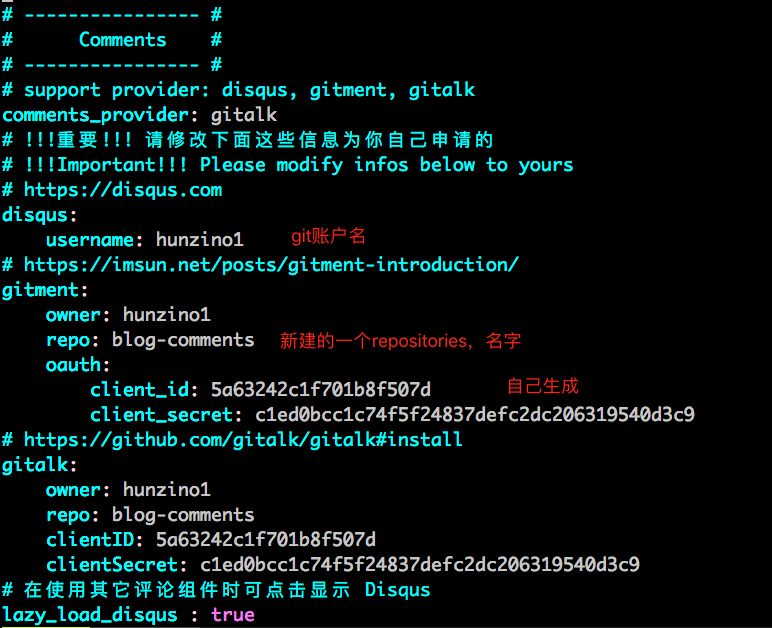 # ---------------- #
#      Comments    #
# ---------------- #
# support provider: disqus, gitment, gitalk
comments_provider: gitalk
# !!!重要!!! 请修改下面这些信息为你自己申请的
# !!!Important!!! Please modify infos below to yours
# https://disqus.com
disqus:
    username: hunzino1 git账户名
# https://imsun.net/posts/gitment-introduction/
gitment:
    owner: hunzino1
    repo: blog-comments 新建的一个repositories，名字
    oauth:
        client_id: 5a63242c1f701b8f507d 自己生成
        client_secret: c1ed0bcc1c74f5f24837defc2dc206319540d3c9
# https://github.com/gitalk/gitalk#install
gitalk:
    owner: hunzino1
    repo: blog-comments
    clientID: 5a63242c1f701b8f507d
    clientSecret: c1ed0bcc1c74f5f24837defc2dc206319540d3c9
# 在使用其它评论组件时可点击显示 Disqus
lazy_load_disqus : true